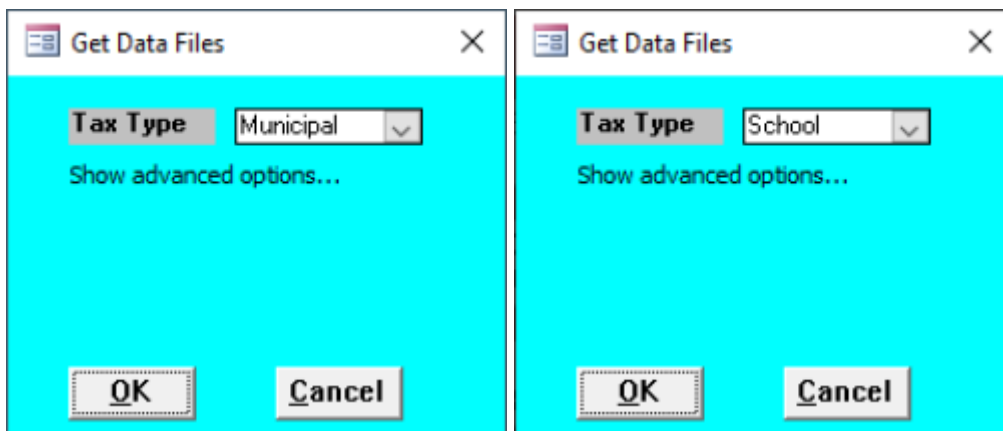 Get Data Files
Tax Type Municipal
Show advanced options...
OK Cancel
Get Data Files
Tax Type School
Show advanced options...
OK Cancel